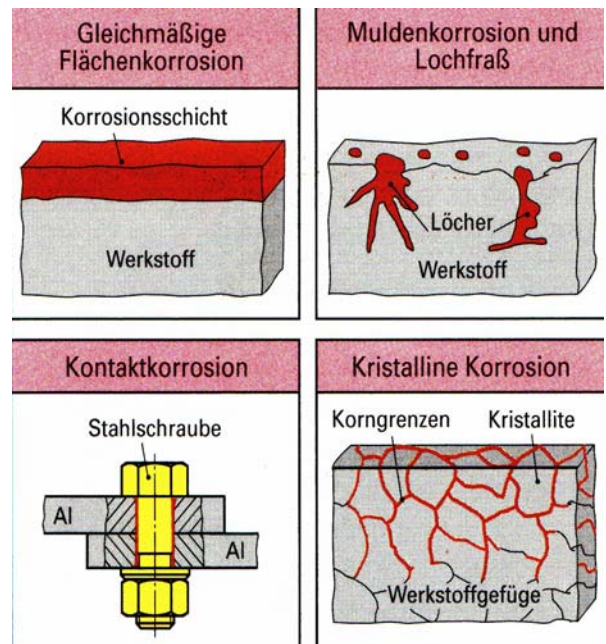 Gleichmäßige
Flächenkorrosion
Korrosionsschicht
Werkstoff
Muldenkorrosion und
Lochfraß
Löcher
Werkstoff
Kontaktkorrosion
Stahlschraube
Al
Al
Kristalline Korrosion
Korngrenzen
Kristallite
Werkstoffgefüge